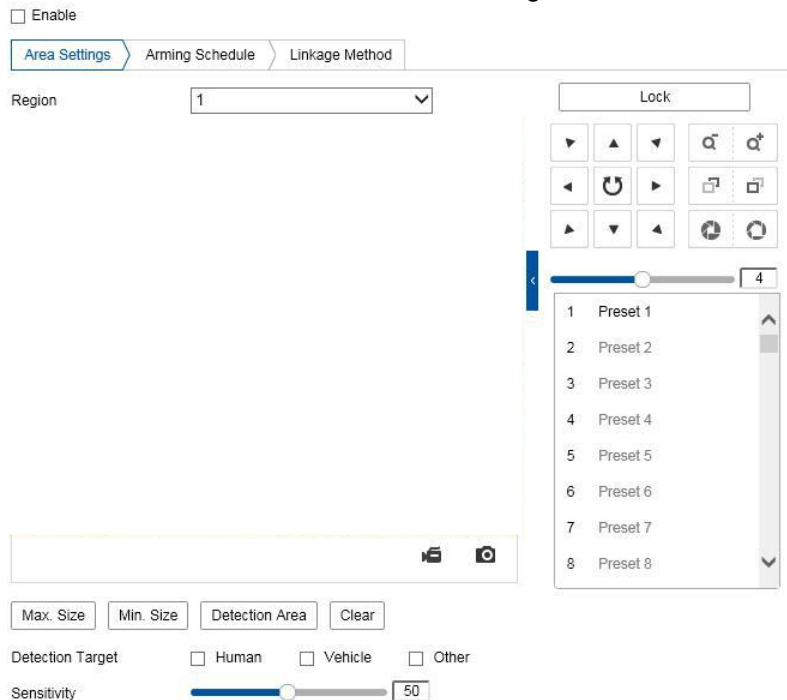 Enable
Area Settings Arming Schedule Linkage Method
Region 1
Lock
4
1 Preset 1
2 Preset 2
3 Preset 3
4 Preset 4
5 Preset 5
6 Preset 6
7 Preset 7
8 Preset 8
Max. Size Min. Size Detection Area Clear
Detection Target Human Vehicle Other
Sensitivity 50